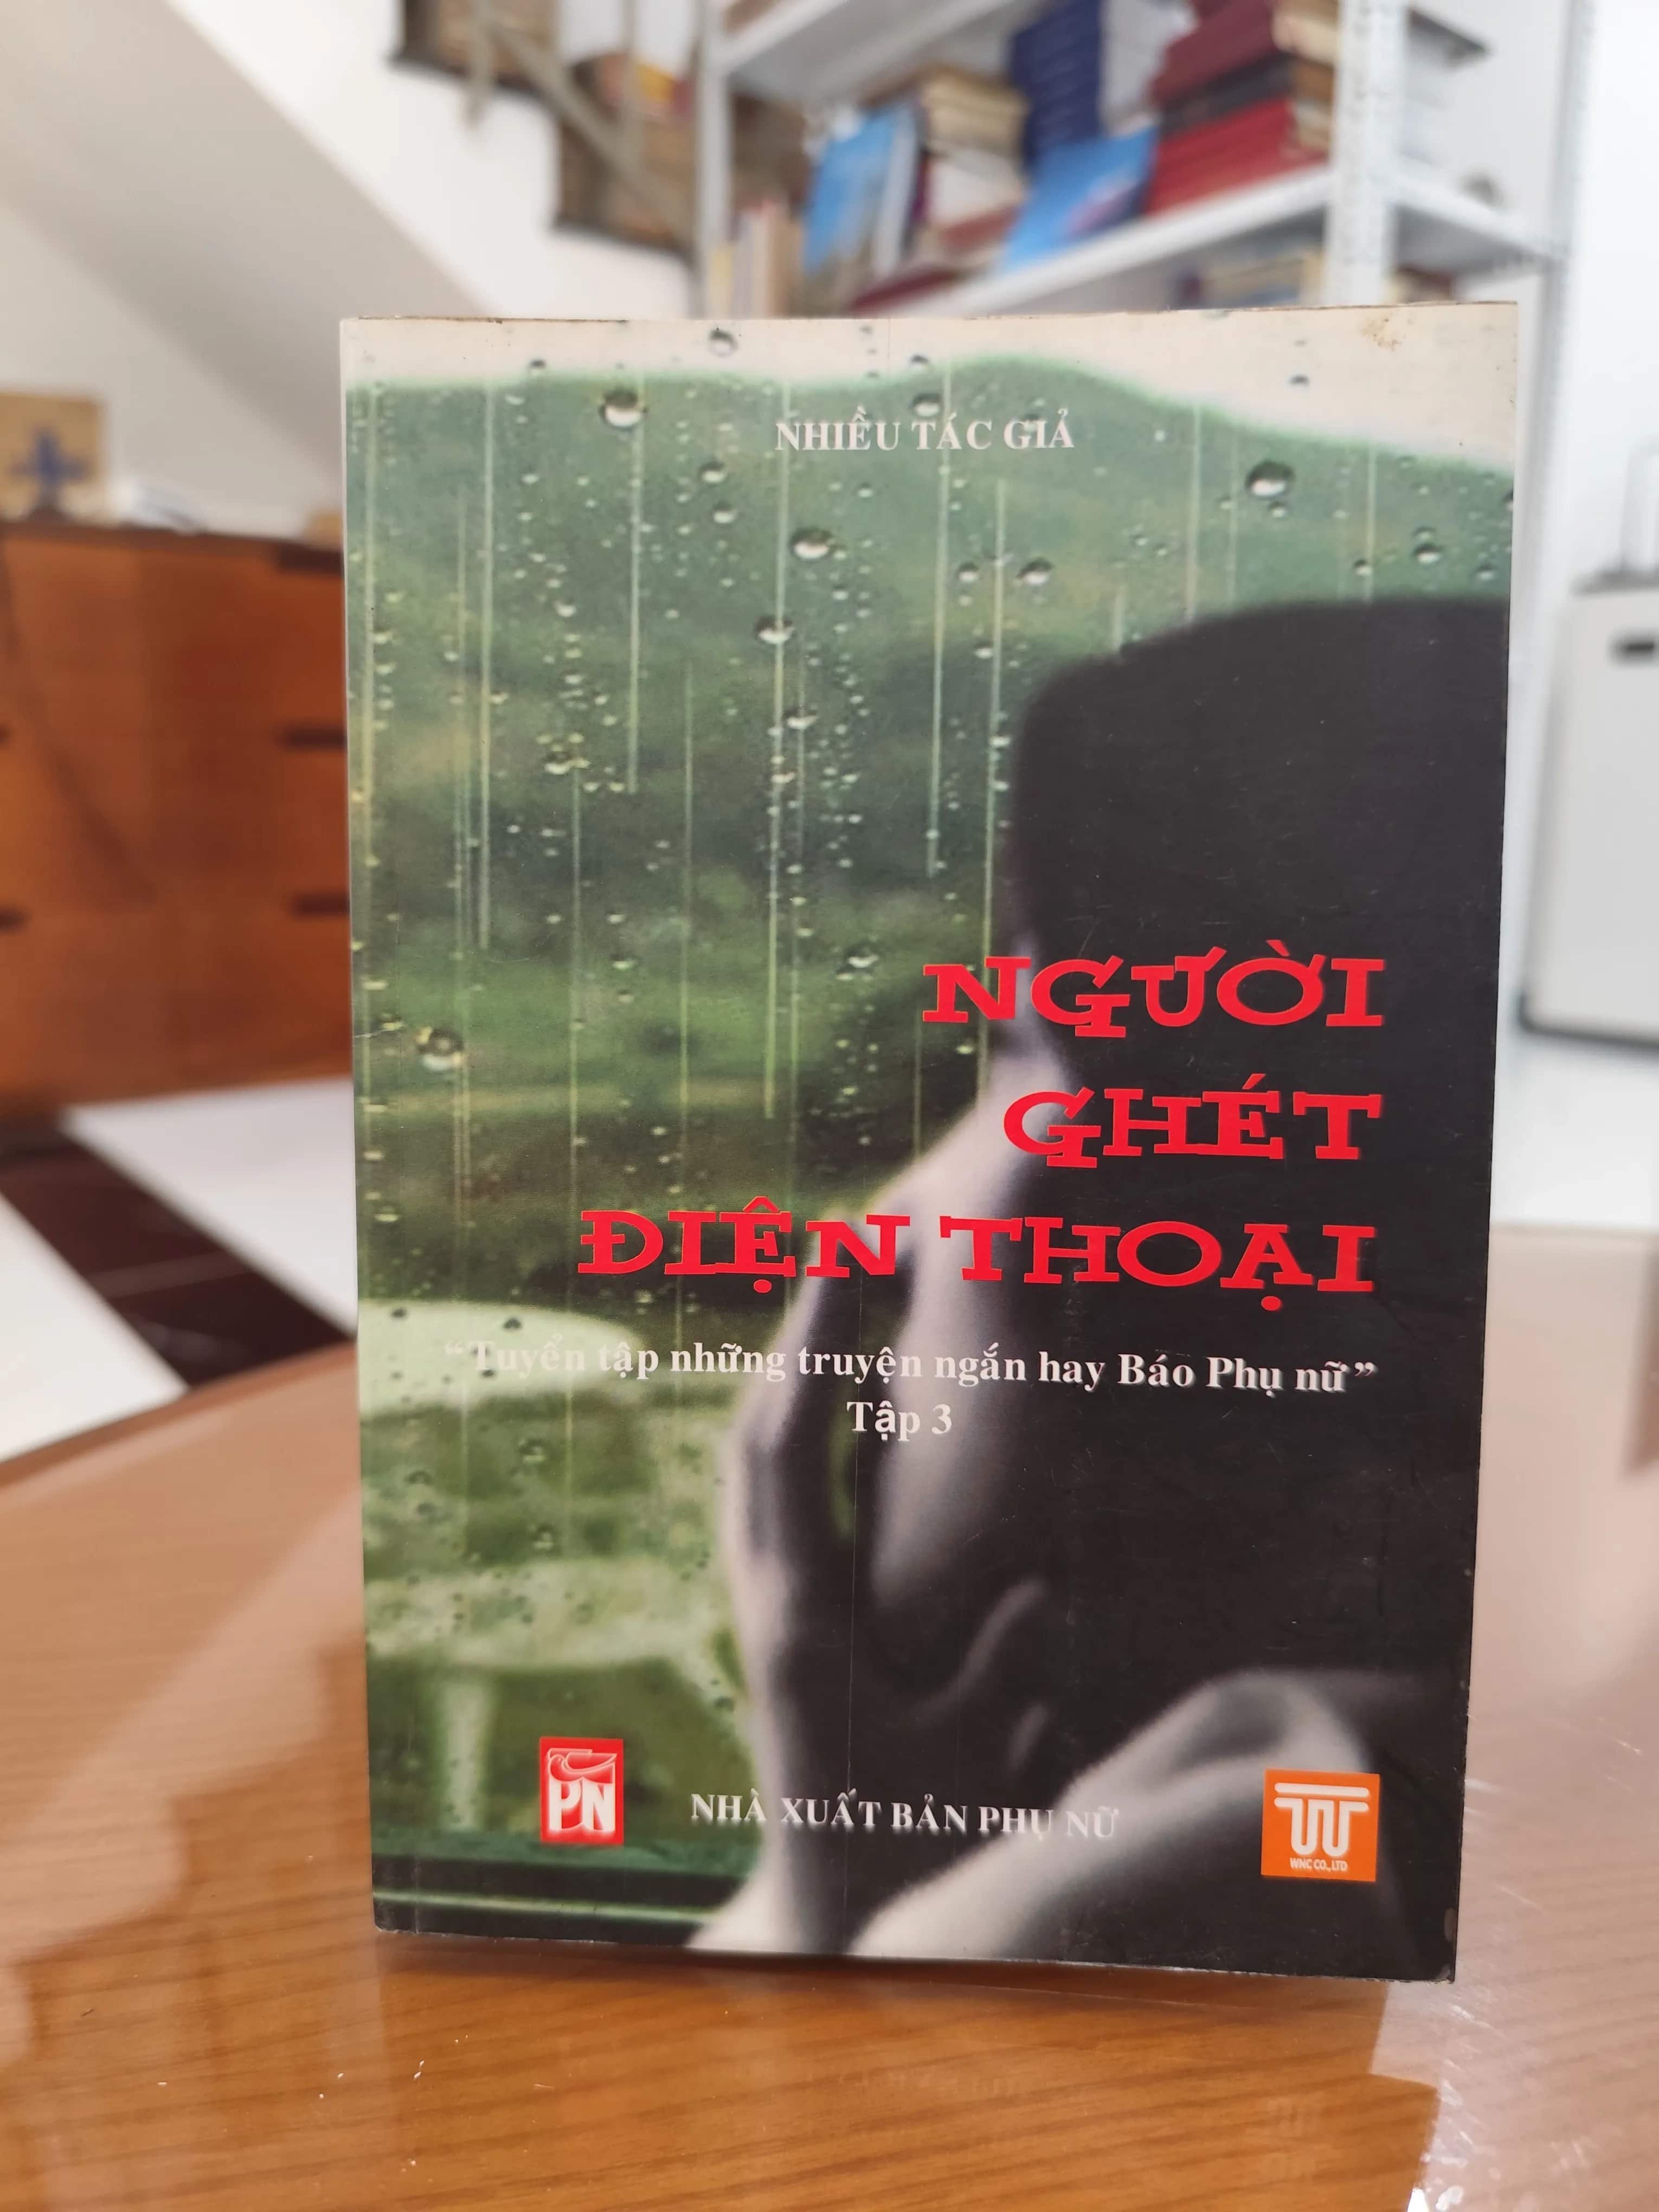 NHIỀU TÁC GIẢ
NGƯỜI
GHÉT
ĐIỆN THOẠI
“Tuyển tập những truyện ngắn hay Báo Phụ nữ”
Tập 3
PN
NHÀ XUẤT BẢN PHỤ NỮ
WNC CO., LTD